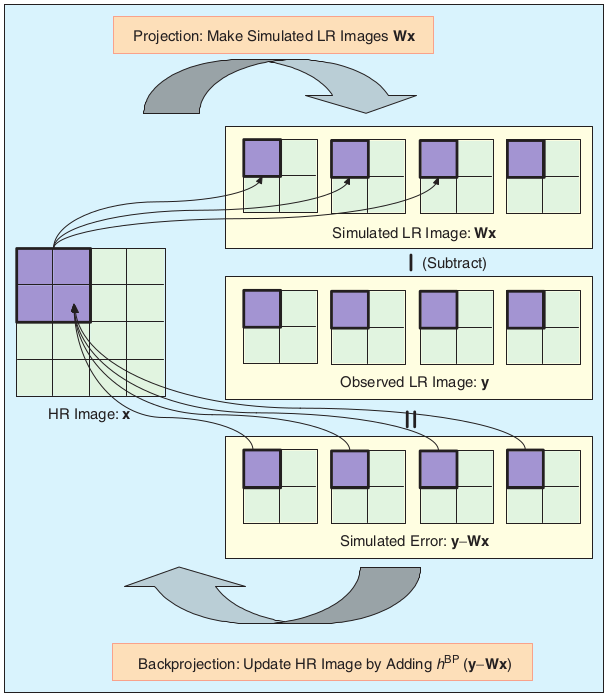 Projection: Make Simulated LR Images Wx
Simulated LR Image: Wx
(Subtract)
Observed LR Image: y
HR Image: x
Simulated Error: y–Wx
Backprojection: Update HR Image by Adding hBP (y–Wx)